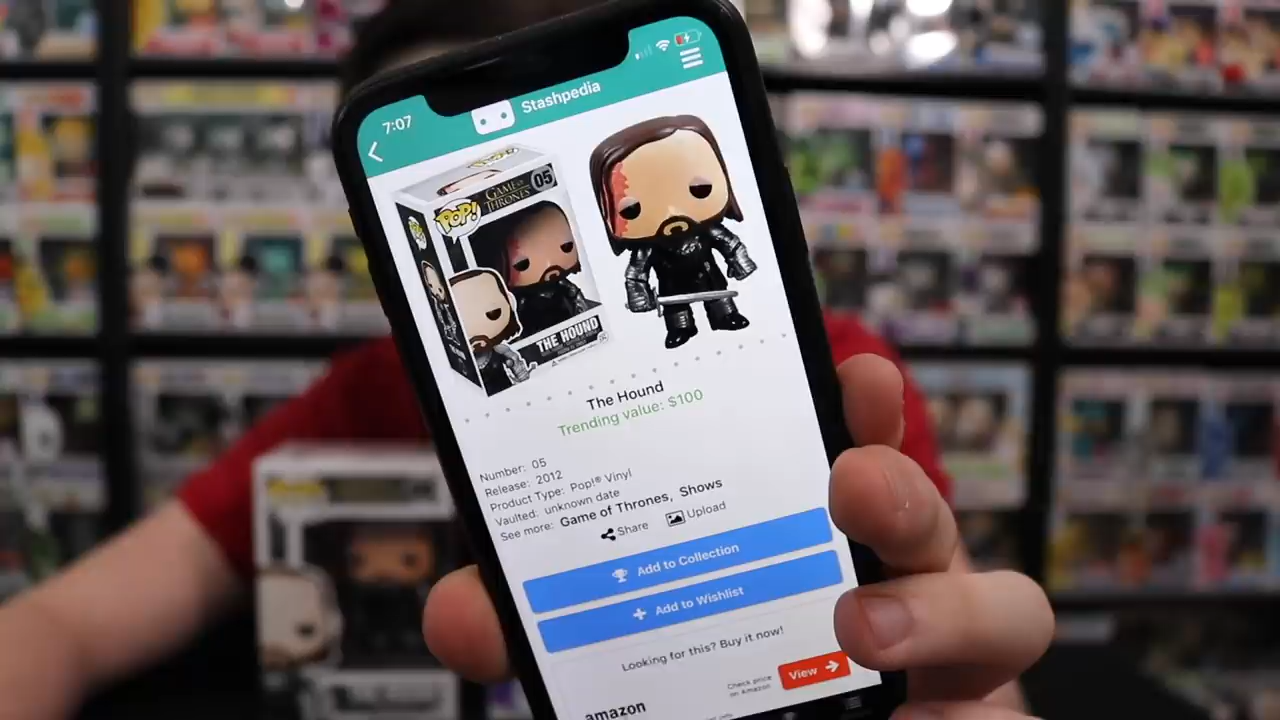 7:07
Stashpedia
POP!
GAME OF
THRONES
05
THE HOUND
The Hound
Trending value: $100
Number: 05
Release: 2012
Product Type: Pop!® Vinyl
Vaulted: unknown date
See more: Game of Thrones, Shows
Share
Upload
Add to Collection
Add to Wishlist
Looking for this? Buy it now!
Check price
on Amazon
View
amazon